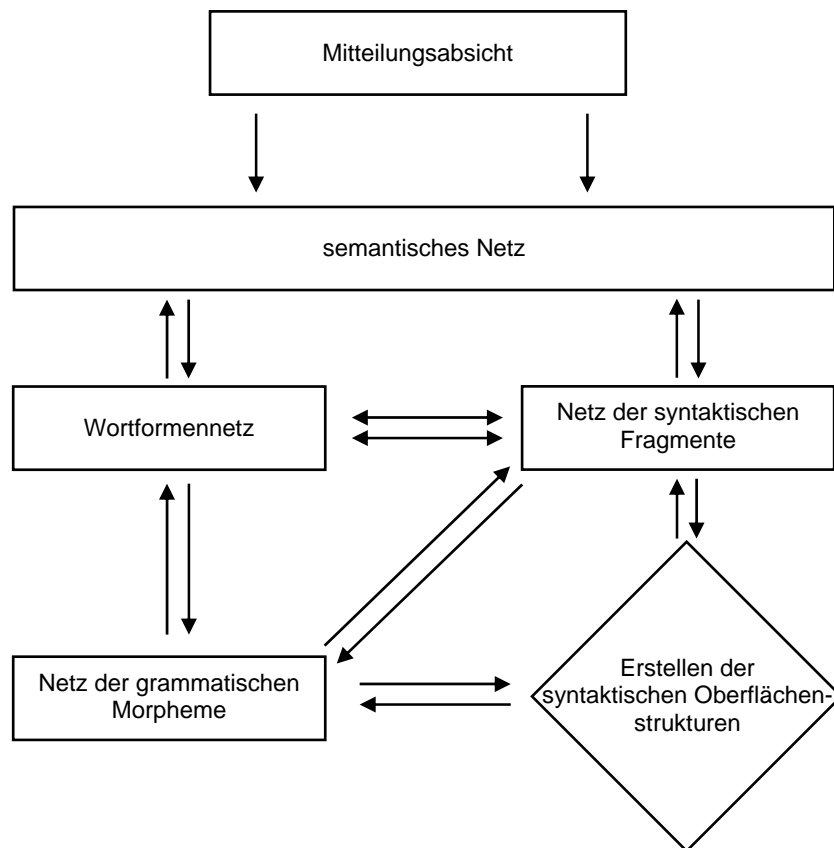 Mitteilungsabsicht
semantisches Netz
Wortformennetz
Netz der syntaktischen
Fragmente
Netz der grammatischen
Morpheme
Erstellen der
syntaktischen Oberflächen-
strukturen